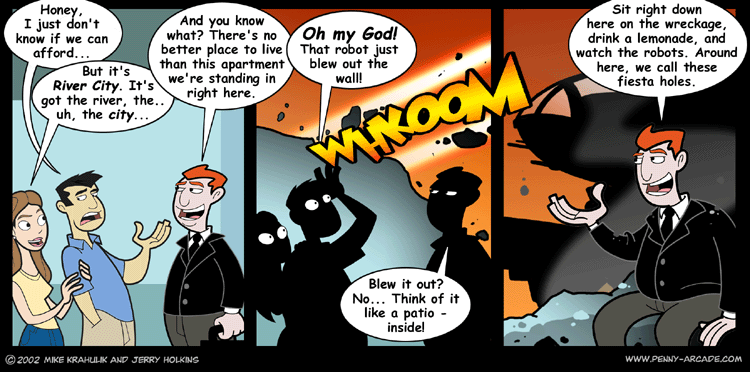 Honey,
I just don't
know if we can
afford...
But it's
River City. It's
got the river, the..
uh, the city...
And you know
what? There's no
better place to live
than this apartment
we're standing in
right here.
Oh my God!
That robot just
blew out the
wall!
WHKOOM
Blew it out?
No... Think of it
like a patio -
inside!
Sit right down
here on the wreckage,
drink a lemonade, and
watch the robots. Around
here, we call these
fiesta holes.
© 2002 MIKE KRAHULIK AND JERRY HOLKINS
WWW.PENNY-ARCADE.COM